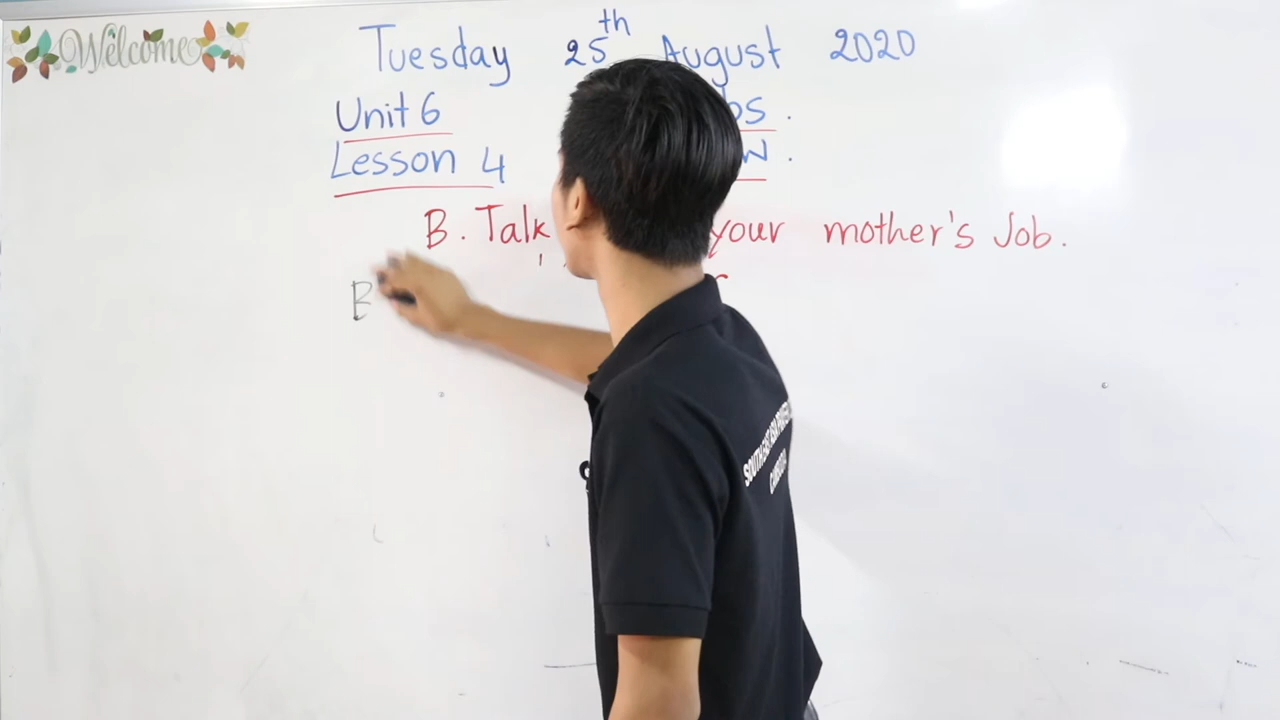 Welcome
Tuesday 25th August 2020
Unit 6
Lesson 4
B. Talk your mother's Job.
B